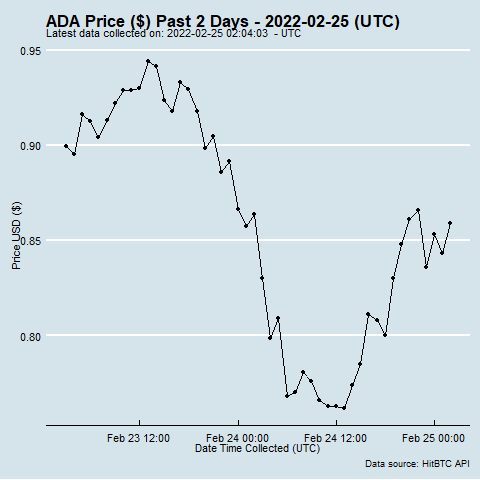 ADA Price ($) Past 2 Days - 2022-02-25 (UTC)
Latest data collected on: 2022-02-25 02:04:03 - UTC
0.95
0.90
0.85
0.80
Price USD ($)
Feb 23 12:00
Feb 24 00:00
Feb 24 12:00
Feb 25 00:00
Date Time Collected (UTC)
Data source: HitBTC API